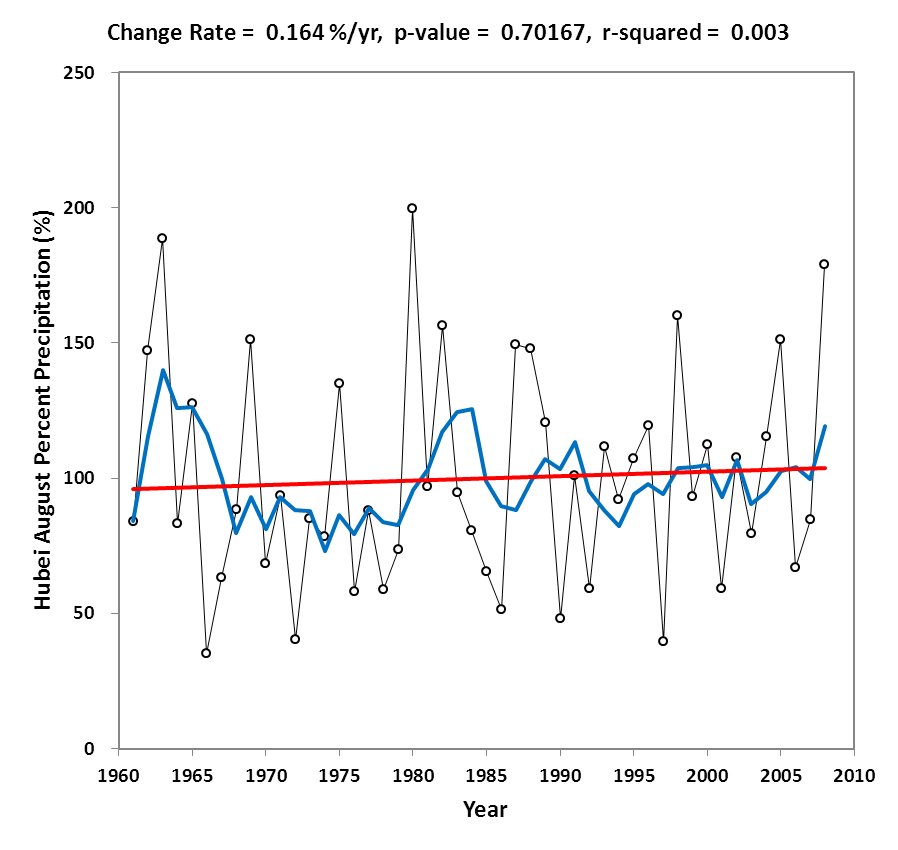 Change Rate = 0.164 %/yr, p-value = 0.70167, r-squared = 0.003
Hubei August Percent Precipitation (%)
250
200
150
100
50
0
1960 1965 1970 1975 1980 1985 1990 1995 2000 2005 2010
Year